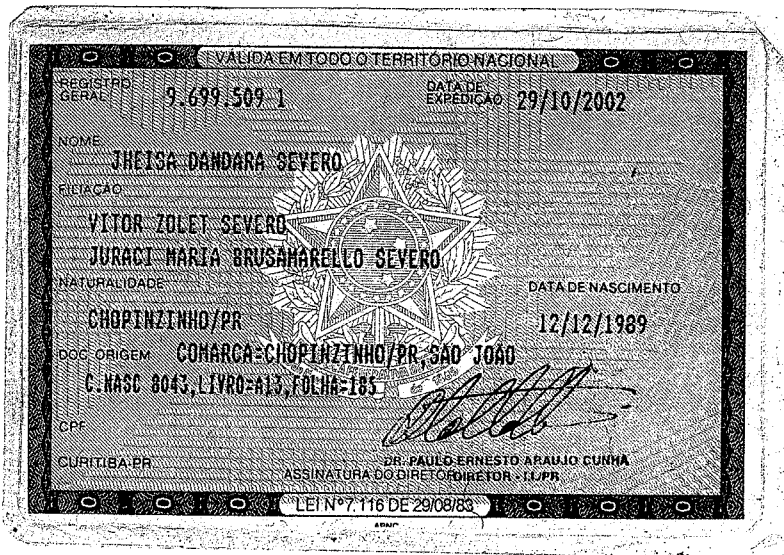 VÁLIDA EM TODO O TERRITÓRIO NACIONAL
REGISTRO GERAL 9.699.509 1 DATA DE EXPEDIÇÃO 29/10/2002
NOME
JHEISA DANDARA SEVERO
FILIAÇÃO
VITOR ZOLET SEVERO
JURACI MARIA BRUSAMARELLO SEVERO
NATURALIDADE DATA DE NASCIMENTO
CHOPINZINHO/PR 12/12/1989
DOC. ORIGEM COMARCA=CHOPINZINHO/PR, SAO JOÃO
C.NASC 8043, LIVRO=A13, FOLHA=185
CPF
CURITIBA-PR DR. PAULO ERNESTO ARAUJO CUNHA
ASSINATURA DO DIRETOR DIRETOR - II/PR
LEI Nº 7.116 DE 29/08/83